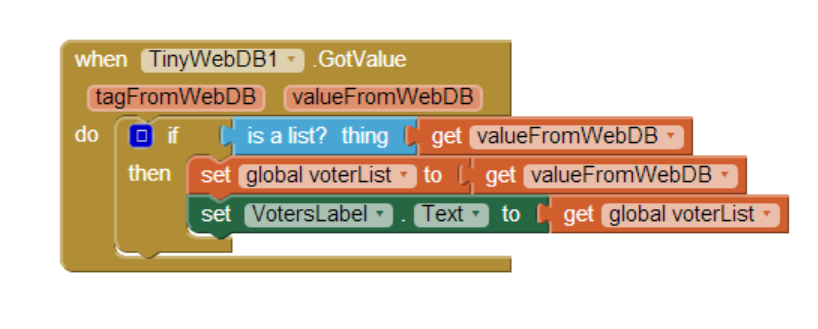 when TinyWebDB1 .GotValue
tagFromWebDB valueFromWebDB
do if is a list? thing get valueFromWebDB
then set global voterList to get valueFromWebDB
set VotersLabel . Text to get global voterList